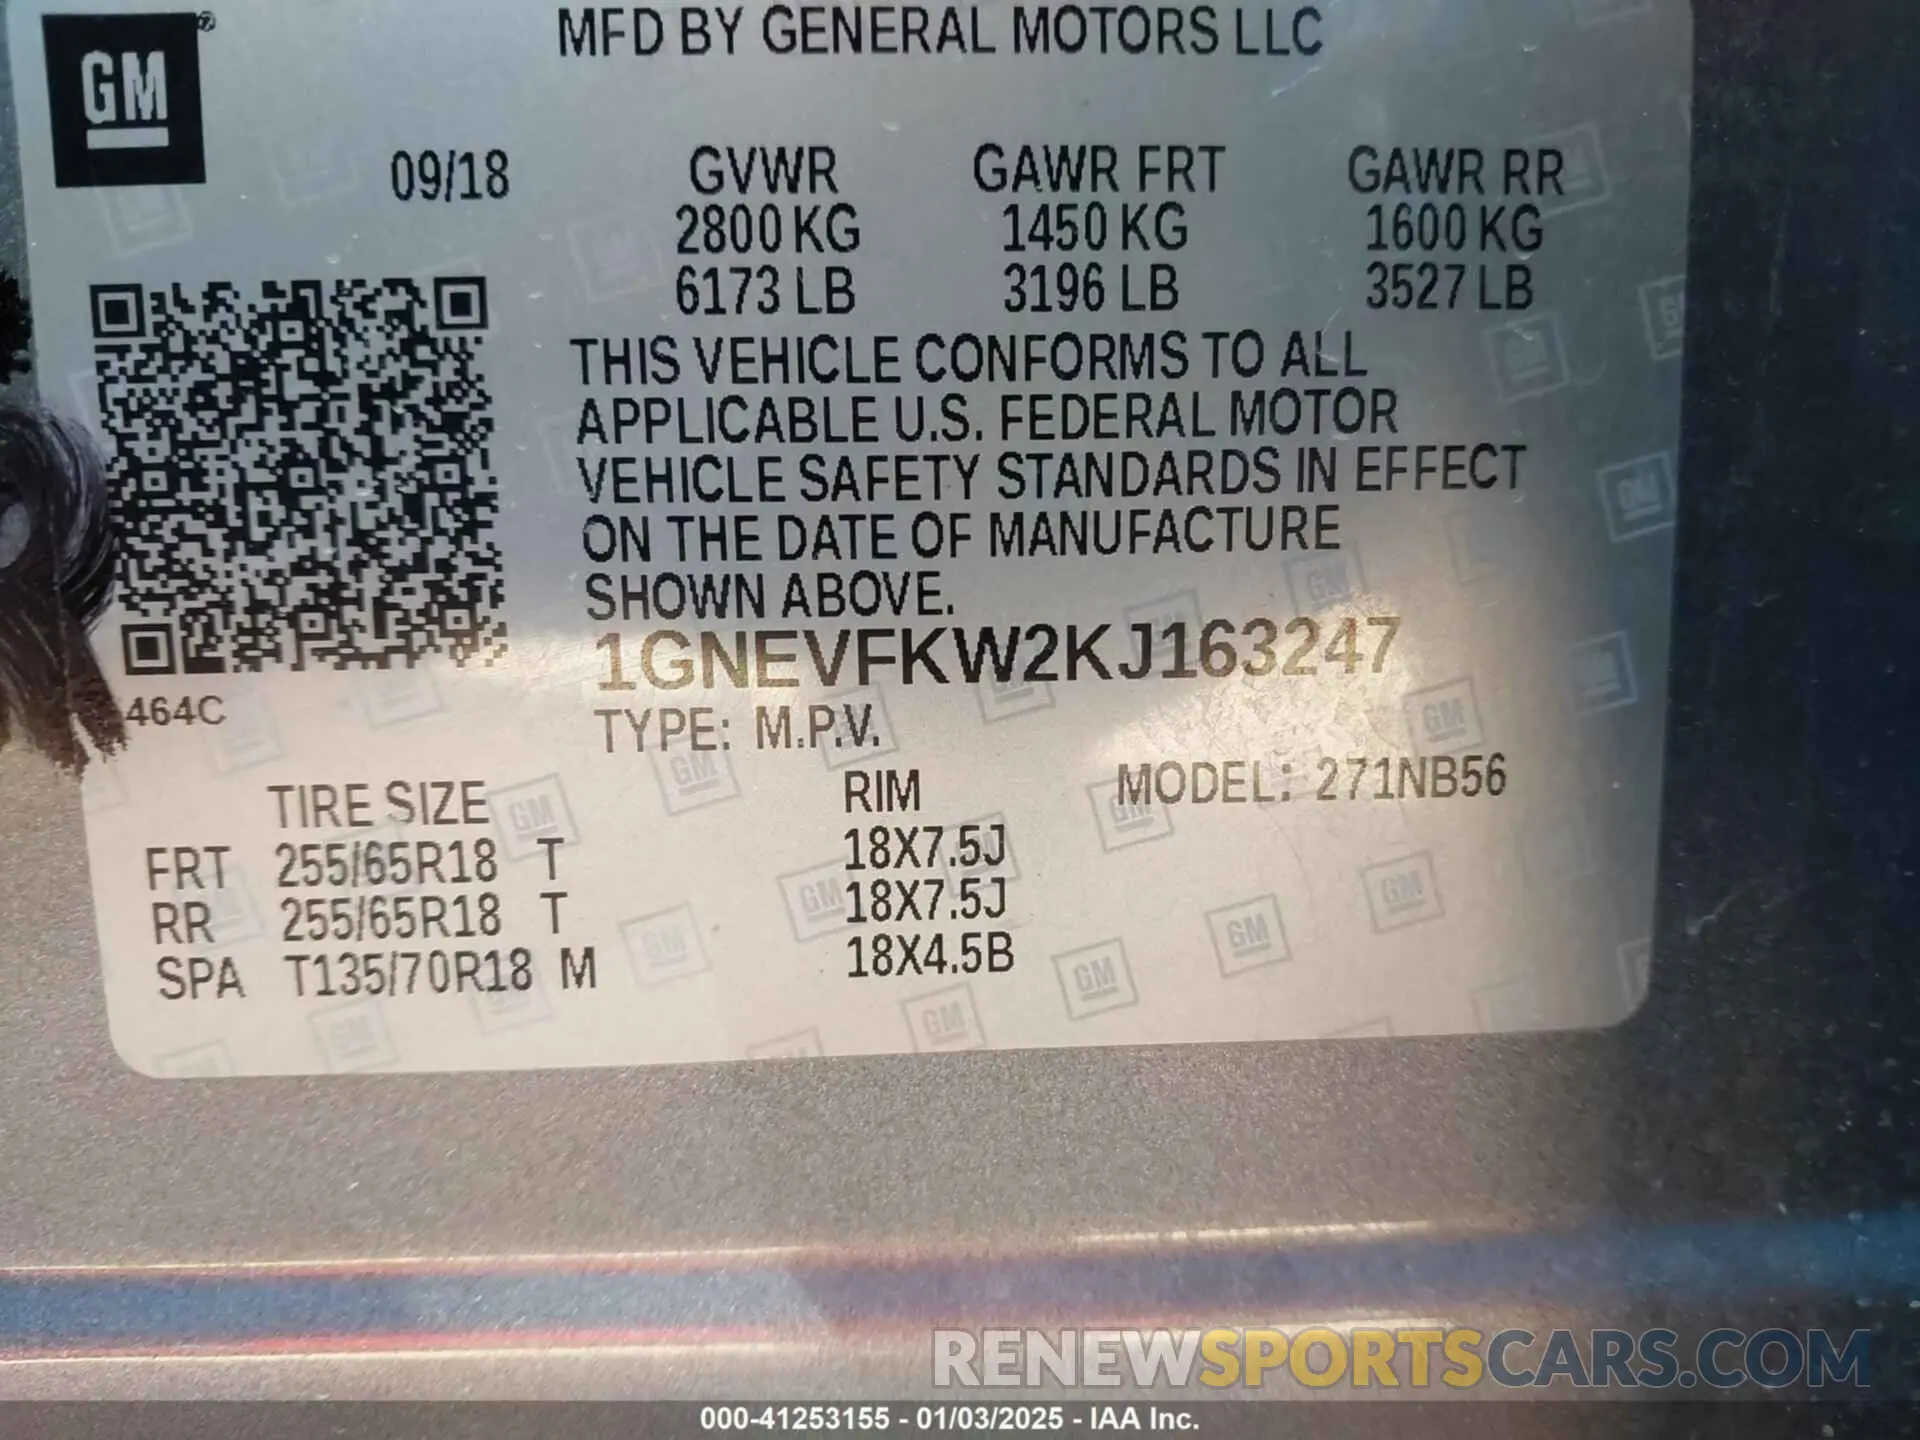 GM
MFD BY GENERAL MOTORS LLC
09/18 GVWR GAWR FRT GAWR RR
2800 KG 1450 KG 1600 KG
6173 LB 3196 LB 3527 LB
THIS VEHICLE CONFORMS TO ALL
APPLICABLE U.S. FEDERAL MOTOR
VEHICLE SAFETY STANDARDS IN EFFECT
ON THE DATE OF MANUFACTURE
SHOWN ABOVE.
1GNEVFKW2KJ163247
464C
TYPE: M.P.V.
TIRE SIZE RIM MODEL: 271NB56
FRT 255/65R18 T 18X7.5J
RR 255/65R18 T 18X7.5J
SPA T135/70R18 M 18X4.5B
RENEWSPORTSCARS.COM
000-41253155 - 01/03/2025 - IAA Inc.